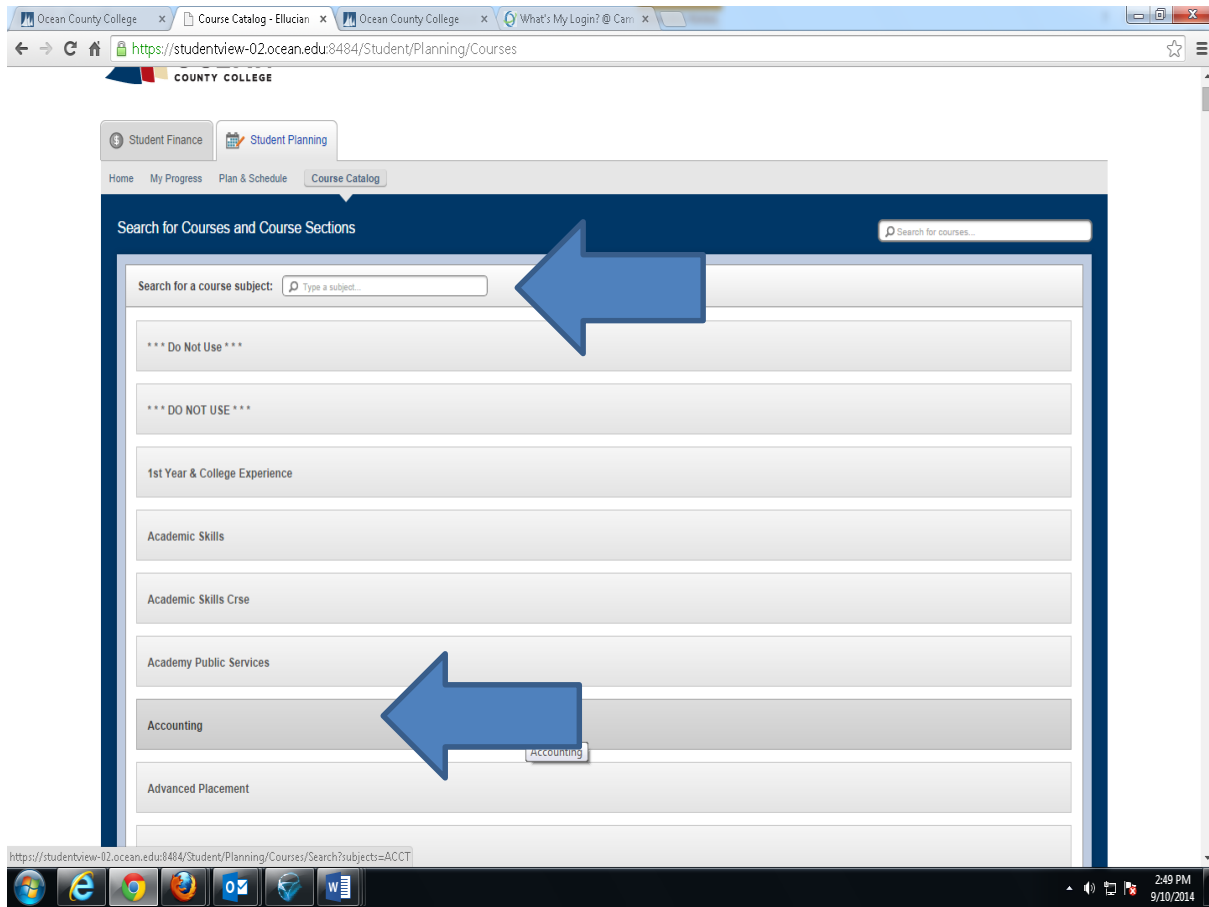 Ocean County College
Course Catalog - Ellucian
Ocean County College
What's My Login? @ Cam
https://studentview-02.ocean.edu:8484/Student/Planning/Courses
COUNTY COLLEGE
Student Finance
Student Planning
Home My Progress Plan & Schedule Course Catalog
Search for Courses and Course Sections
Search for courses...
Search for a course subject: Type a subject...
* * * Do Not Use * * *
* * * DO NOT USE * * *
1st Year & College Experience
Academic Skills
Academic Skills Crse
Academy Public Services
Accounting
Accounting
Advanced Placement
https://studentview-02.ocean.edu:8484/Student/Planning/Courses/Search?subjects=ACCT
2:49 PM
9/10/2014